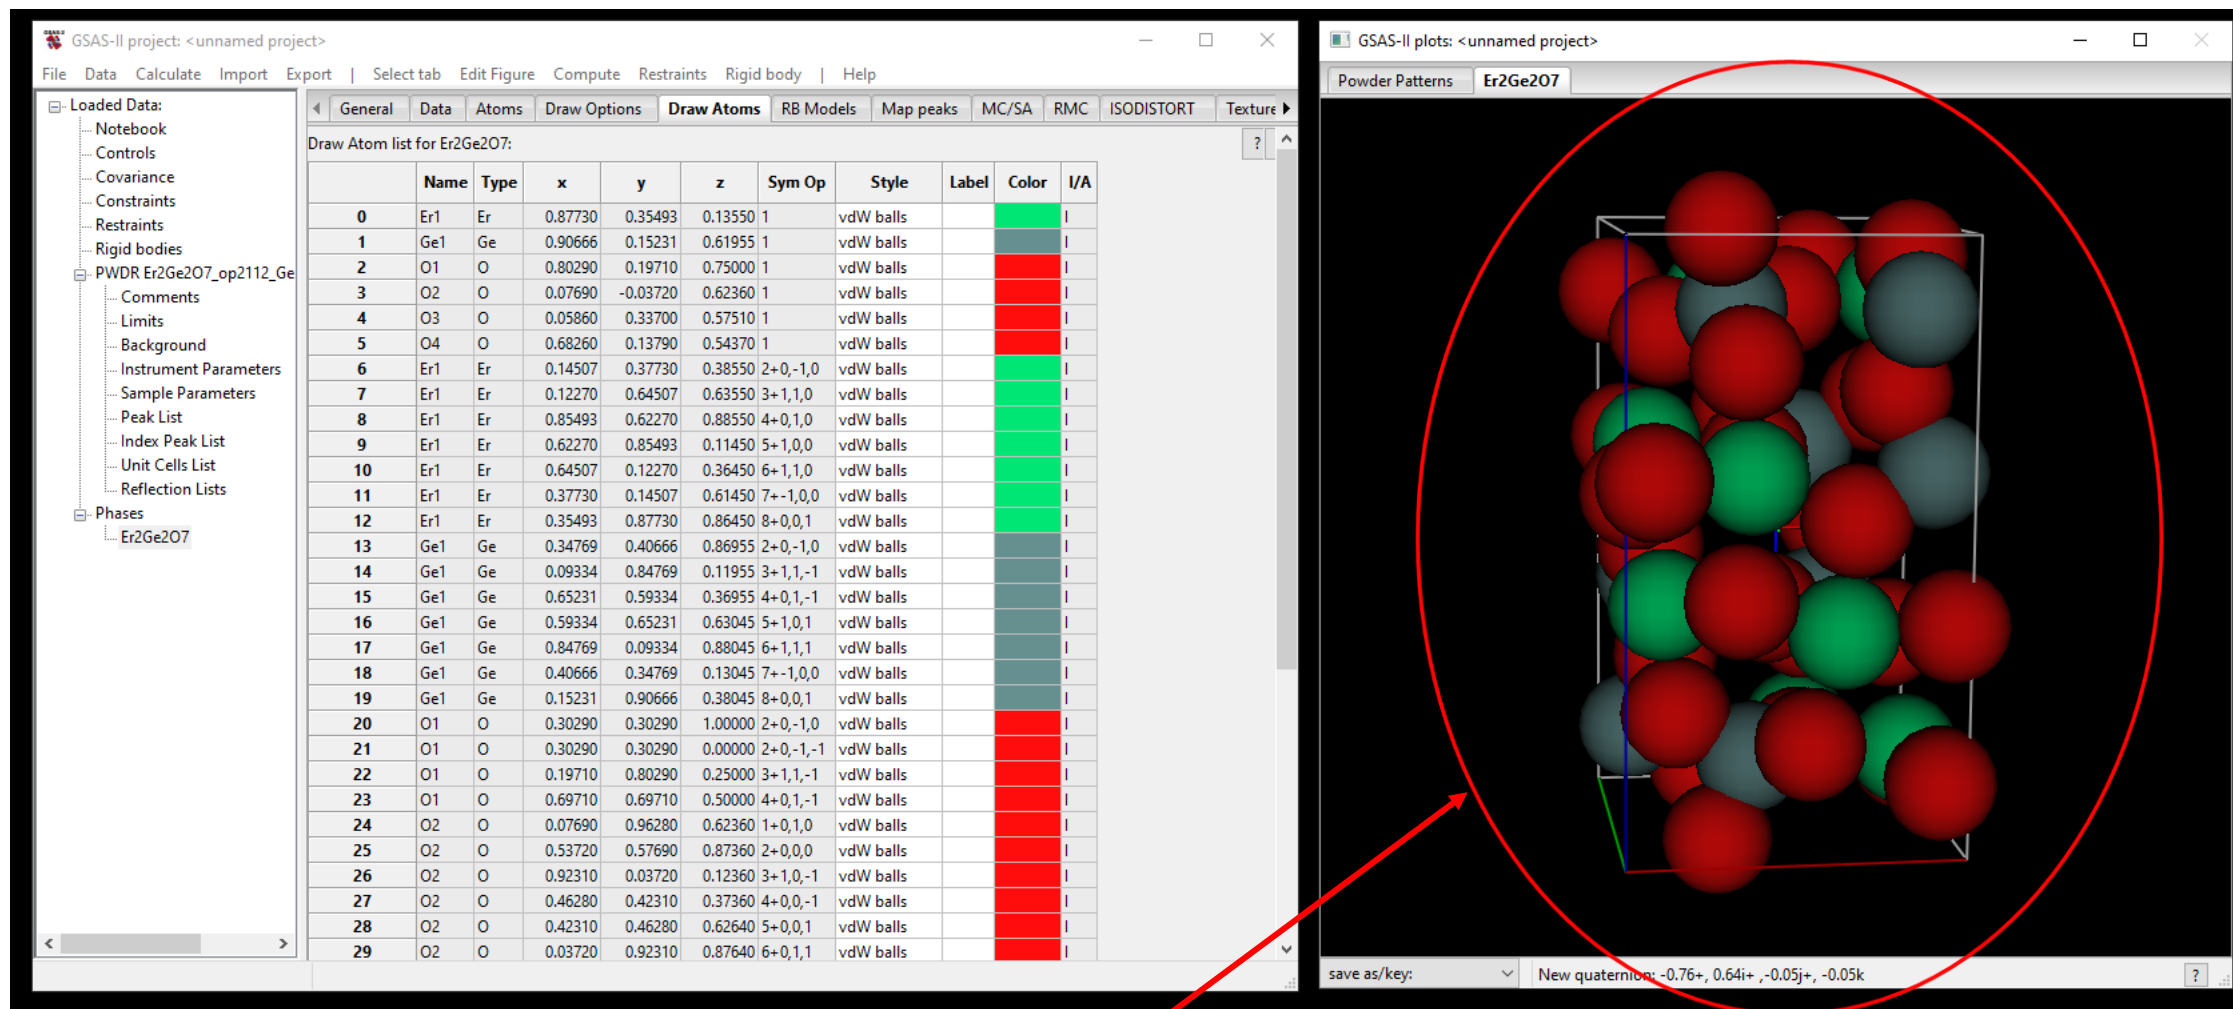 GSAS-II project: <unnamed project>
File Data Calculate Import Export | Select tab Edit Figure Compute Restraints Rigid body | Help
Loaded Data:
Notebook
Controls
Covariance
Constraints
Restraints
Rigid bodies
PWDR Er2Ge2O7_op2112_Ge
Comments
Limits
Background
Instrument Parameters
Sample Parameters
Peak List
Index Peak List
Unit Cells List
Reflection Lists
Phases
Er2Ge2O7
General Data Atoms Draw Options Draw Atoms RB Models Map peaks MC/SA RMC ISODISTORT Texture
Draw Atom list for Er2Ge2O7: ?
Name Type x y z Sym Op Style Label Color I/A
0 Er1 Er 0.87730 0.35493 0.13550 1 vdW balls I
1 Ge1 Ge 0.90666 0.15231 0.61955 1 vdW balls I
2 O1 O 0.80290 0.19710 0.75000 1 vdW balls I
3 O2 O 0.07690 -0.03720 0.62360 1 vdW balls I
4 O3 O 0.05860 0.33700 0.57510 1 vdW balls I
5 O4 O 0.68260 0.13790 0.54370 1 vdW balls I
6 Er1 Er 0.14507 0.37730 0.38550 2+0,-1,0 vdW balls I
7 Er1 Er 0.12270 0.64507 0.63550 3+1,1,0 vdW balls I
8 Er1 Er 0.85493 0.62270 0.88550 4+0,1,0 vdW balls I
9 Er1 Er 0.62270 0.85493 0.11450 5+1,0,0 vdW balls I
10 Er1 Er 0.64507 0.12270 0.36450 6+1,1,0 vdW balls I
11 Er1 Er 0.37730 0.14507 0.61450 7+-1,0,0 vdW balls I
12 Er1 Er 0.35493 0.87730 0.86450 8+0,0,1 vdW balls I
13 Ge1 Ge 0.34769 0.40666 0.86955 2+0,-1,0 vdW balls I
14 Ge1 Ge 0.09334 0.84769 0.11955 3+1,1,-1 vdW balls I
15 Ge1 Ge 0.65231 0.59334 0.36955 4+0,1,-1 vdW balls I
16 Ge1 Ge 0.59334 0.65231 0.63045 5+1,0,1 vdW balls I
17 Ge1 Ge 0.84769 0.09334 0.88045 6+1,1,1 vdW balls I
18 Ge1 Ge 0.40666 0.34769 0.13045 7+-1,0,0 vdW balls I
19 Ge1 Ge 0.15231 0.90666 0.38045 8+0,0,1 vdW balls I
20 O1 O 0.30290 0.30290 1.00000 2+0,-1,0 vdW balls I
21 O1 O 0.30290 0.30290 0.00000 2+0,-1,-1 vdW balls I
22 O1 O 0.19710 0.80290 0.25000 3+1,1,-1 vdW balls I
23 O1 O 0.69710 0.69710 0.50000 4+0,1,-1 vdW balls I
24 O2 O 0.07690 0.96280 0.62360 1+0,1,0 vdW balls I
25 O2 O 0.53720 0.57690 0.87360 2+0,0,0 vdW balls I
26 O2 O 0.92310 0.03720 0.12360 3+1,0,-1 vdW balls I
27 O2 O 0.46280 0.42310 0.37360 4+0,0,-1 vdW balls I
28 O2 O 0.42310 0.46280 0.62640 5+0,0,1 vdW balls I
29 O2 O 0.03720 0.92310 0.87640 6+0,1,1 vdW balls I
GSAS-II plots: <unnamed project>
Powder Patterns Er2Ge2O7
save as/key: New quaternion: -0.76+, 0.64i+ ,-0.05j+, -0.05k ?